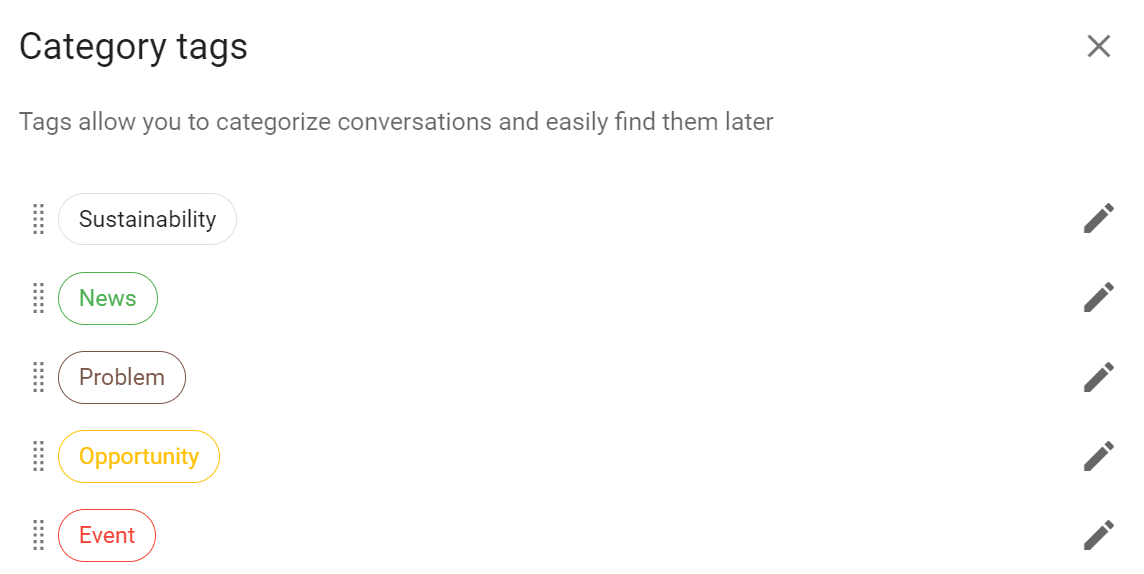 Category tags
Tags allow you to categorize conversations and easily find them later
Sustainability
News
Problem
Opportunity
Event